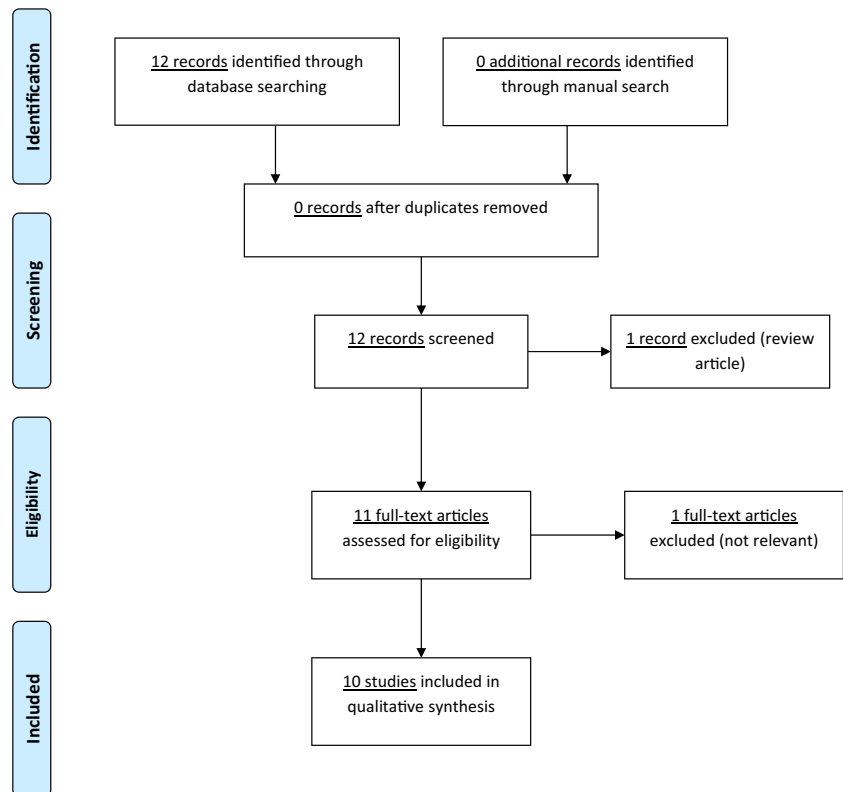 Identification
12 records identified through
database searching
0 additional records identified
through manual search
0 records after duplicates removed
Screening
12 records screened
1 record excluded (review
article)
Eligibility
11 full-text articles
assessed for eligibility
1 full-text articles
excluded (not relevant)
Included
10 studies included in
qualitative synthesis